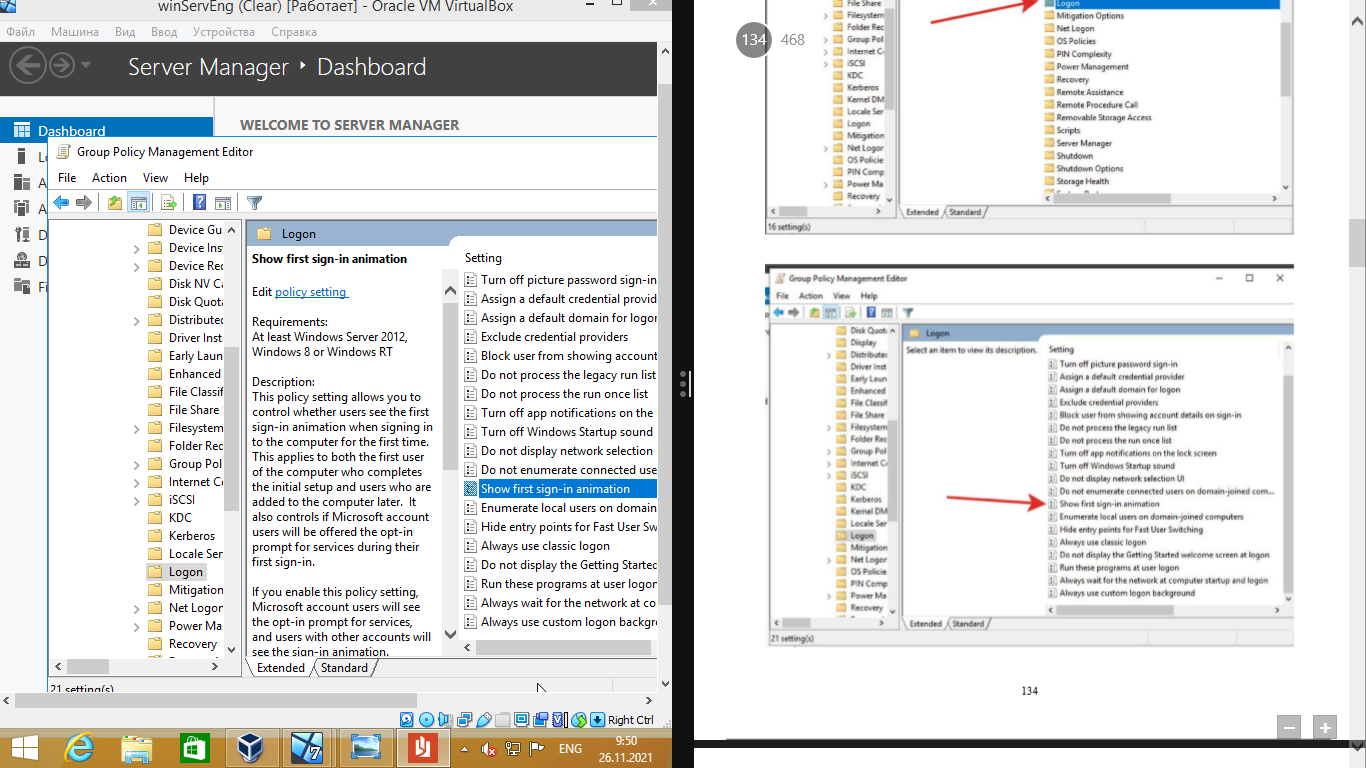 winServEng (Clear) [Работает] - Oracle VM VirtualBox
Файл Машина Вид Ввод Устройства Справка
Server Manager Dashboard
Dashboard
WELCOME TO SERVER MANAGER
Group Policy Management Editor
File Action View Help
Device Gu
Device Ins
Device Rec
Disk NV Ca
Disk Quota
Distributed
Driver Inst
Early Laun
Enhanced
File Classif
File Share
Filesystem
Folder Rec
Group Pol
Internet C
iSCSI
KDC
Kerberos
Locale Ser
Logon
Mitigation
Net Logon
Power Ma
Recovery
Logon
Show first sign-in animation
Edit policy setting
Requirements:
At least Windows Server 2012,
Windows 8 or Windows RT
Description:
This policy setting allows you to
control whether users see the first
sign-in animation when signing in
to the computer for the first time.
This applies to both the first user
of the computer who completes
the initial setup and users who are
added to the computer later. It
also controls if Microsoft account
users will be offered the opt-in
prompt for services during their
first sign-in.
If you enable this policy setting,
Microsoft account users will see
the opt-in prompt for services,
and users with other accounts will
see the sign-in animation.
Setting
Turn off picture password sign-in
Assign a default credential provid
Assign a default domain for logor
Exclude credential providers
Block user from showing account
Do not process the legacy run list
Do not process the run once list
Turn off app notifications on the
Turn off Windows Startup sound
Do not display network selection
Do not enumerate connected use
Show first sign-in animation
Enumerate local users on domain
Hide entry points for Fast User Sw
Always use classic logon
Do not display the Getting Started
Run these programs at user logon
Always wait for the network at co
Always use custom logon backgr
Extended Standard
21 setting(s)
Right Ctrl
ENG
9:50
26.11.2021
134 468
File Share
Filesystem
Folder Rec
Group Pol
Internet C
iSCSI
KDC
Kerberos
Kernel DM
Locale Ser
Logon
Mitigation
Net Logor
OS Policie
PIN Comp
Power Ma
Recovery
Logon
Mitigation Options
Net Logon
OS Policies
PIN Complexity
Power Management
Recovery
Remote Assistance
Remote Procedure Call
Removable Storage Access
Scripts
Server Manager
Shutdown
Shutdown Options
Storage Health
Extended Standard
16 setting(s)
Group Policy Management Editor
File Action View Help
Disk Quot
Display
Distribute
Driver Inst
Early Laun
Enhanced
File Classif
File Share
Filesystem
Folder Rec
Group Pol
Internet C
iSCSI
KDC
Kerberos
Kernel DM
Locale Ser
Logon
Mitigation
Net Logor
OS Policie
PIN Comp
Power Ma
Recovery
Logon
Select an item to view its description.
Setting
Turn off picture password sign-in
Assign a default credential provider
Assign a default domain for logon
Exclude credential providers
Block user from showing account details on sign-in
Do not process the legacy run list
Do not process the run once list
Turn off app notifications on the lock screen
Turn off Windows Startup sound
Do not display network selection UI
Do not enumerate connected users on domain-joined com...
Show first sign-in animation
Enumerate local users on domain-joined computers
Hide entry points for Fast User Switching
Always use classic logon
Do not display the Getting Started welcome screen at logon
Run these programs at user logon
Always wait for the network at computer startup and logon
Always use custom logon background
Extended Standard
21 setting(s)
134